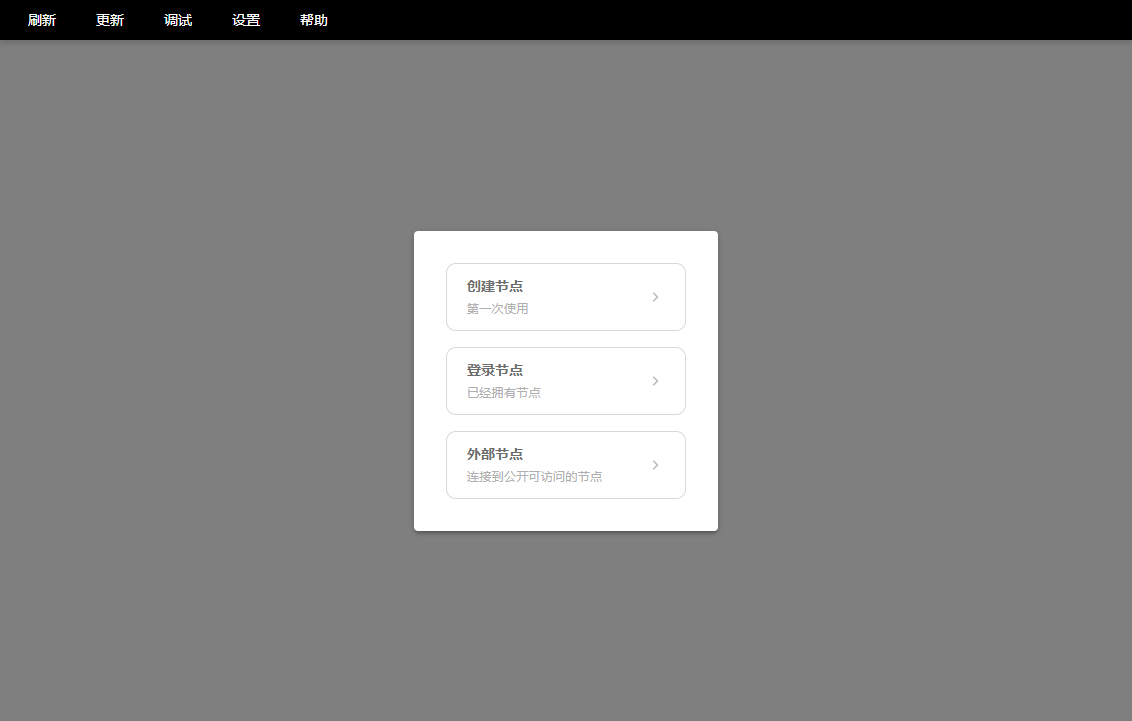 刷新 更新 调试 设置 帮助
创建节点
第一次使用
登录节点
已经拥有节点
外部节点
连接到公开可访问的节点